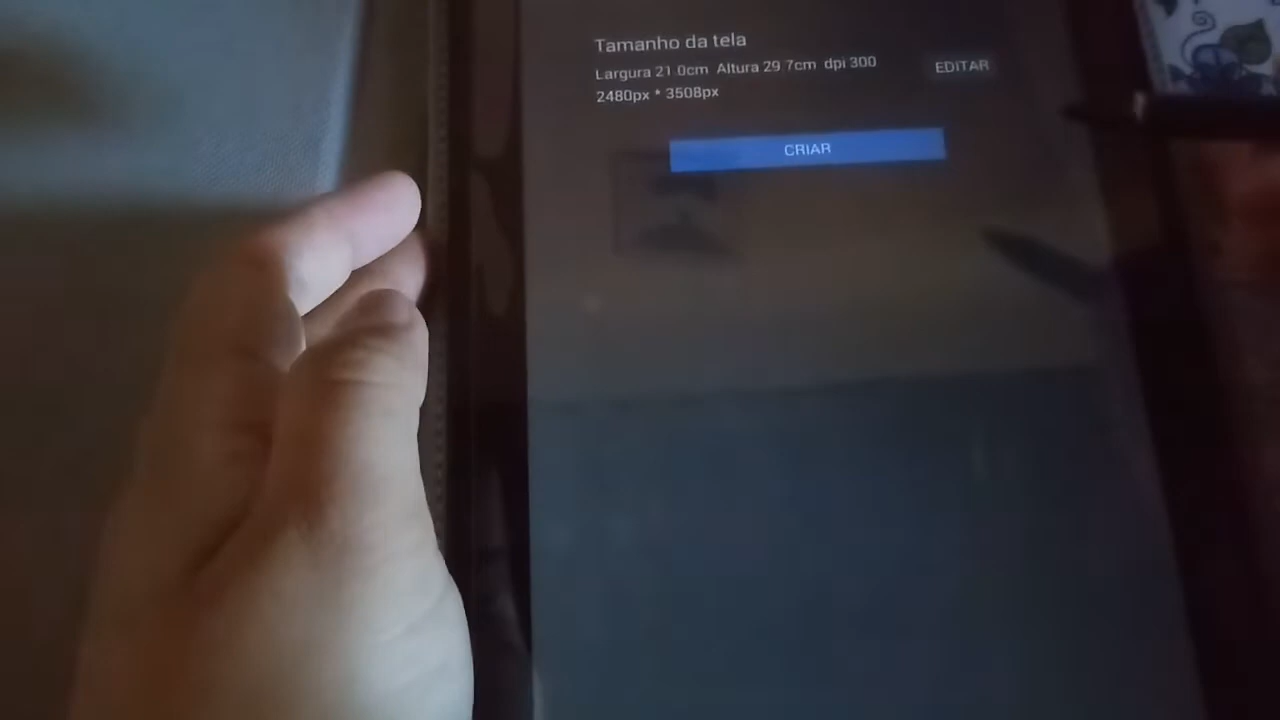 Tamanho da tela
Largura 21.0cm Altura 29.7cm dpi 300
EDITAR
2480px * 3508px
CRIAR